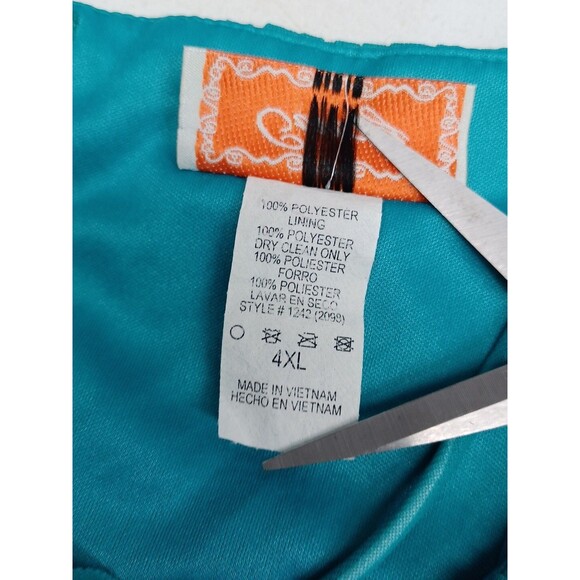 100% POLYESTER
LINING
100% POLYESTER
DRY CLEAN ONLY
100% POLIESTER
FORRO
100% POLIESTER
LAVAR EN SECO
STYLE # 1242 (2098)
4XL
MADE IN VIETNAM
HECHO EN VIETNAM